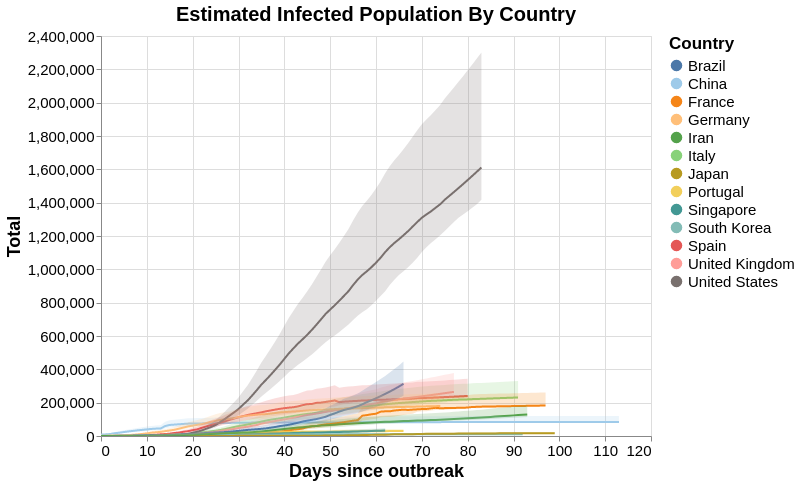 Estimated Infected Population By Country
2,400,000
2,200,000
2,000,000
1,800,000
1,600,000
1,400,000
1,200,000
1,000,000
800,000
600,000
400,000
200,000
0
Total
0 10 20 30 40 50 60 70 80 90 100 110 120
Days since outbreak
Country
Brazil
China
France
Germany
Iran
Italy
Japan
Portugal
Singapore
South Korea
Spain
United Kingdom
United States